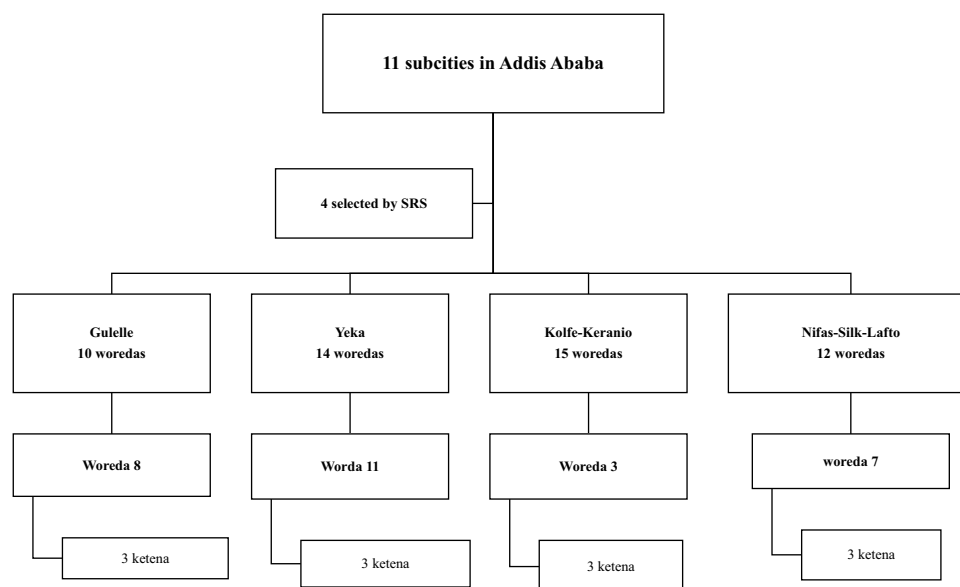 11 subcities in Addis Ababa
4 selected by SRS
Gulelle
10 woredas
Yeka
14 woredas
Kolfe-Keranio
15 woredas
Nifas-Silk-Lafto
12 woredas
Woreda 8
Worda 11
Woreda 3
woreda 7
3 ketena
3 ketena
3 ketena
3 ketena